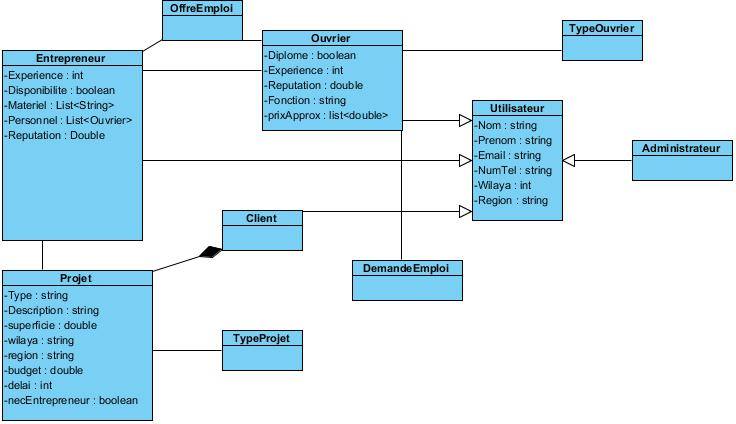 OffreEmploi
Entrepreneur
-Experience : int
-Disponibilite : boolean
-Materiel : List<String>
-Personnel : List<Ouvrier>
-Reputation : Double
Ouvrier
-Diplome : boolean
-Experience : int
-Reputation : double
-Fonction : string
-prixApprox : list<double>
TypeOuvrier
Utilisateur
-Nom : string
-Prenom : string
-Email : string
-NumTel : string
-Wilaya : int
-Region : string
Administrateur
Client
DemandeEmploi
Projet
-Type : string
-Description : string
-superficie : double
-wilaya : string
-region : string
-budget : double
-delai : int
-necEntrepreneur : boolean
TypeProjet